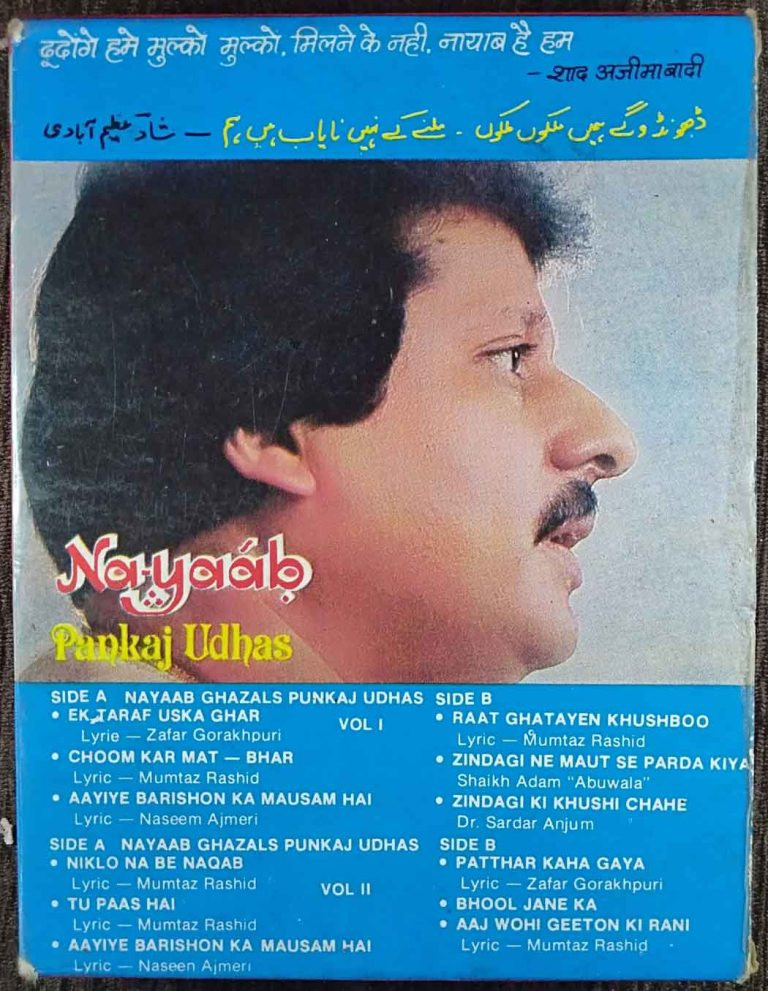 ढूढोगे हमे मुल्को मुल्को, मिलने के नही, नायाब है हम
- शाद अजीमाबादी
ڈھونڈوگے ہمیں ملکوں ملکوں - ملنے کے نہیں نایاب ہیں ہم — شاد عظیم آبادی
Na-yaáb
Pankaj Udhas
SIDE A NAYAAB GHAZALS PUNKAJ UDHAS
• EK TARAF USKA GHAR
Lyrie — Zafar Gorakhpuri
VOL I
• CHOOM KAR MAT — BHAR
Lyric — Mumtaz Rashid
• AAYIYE BARISHON KA MAUSAM HAI
Lyric — Naseem Ajmeri
SIDE B
• RAAT GHATAYEN KHUSHBOO
Lyric — Mumtaz Rashid
• ZINDAGI NE MAUT SE PARDA KIYA
Shaikh Adam "Abuwala"
• ZINDAGI KI KHUSHI CHAHE
Dr. Sardar Anjum
SIDE A NAYAAB GHAZALS PUNKAJ UDHAS
• NIKLO NA BE NAQAB
Lyric — Mumtaz Rashid
VOL II
• TU PAAS HAI
Lyric — Mumtaz Rashid
• AAYIYE BARISHON KA MAUSAM HAI
Lyric — Naseen Ajmeri
SIDE B
• PATTHAR KAHA GAYA
Lyric — Zafar Gorakhpuri
• BHOOL JANE KA
• AAJ WOHI GEETON KI RANI
Lyric — Mumtaz Rashid